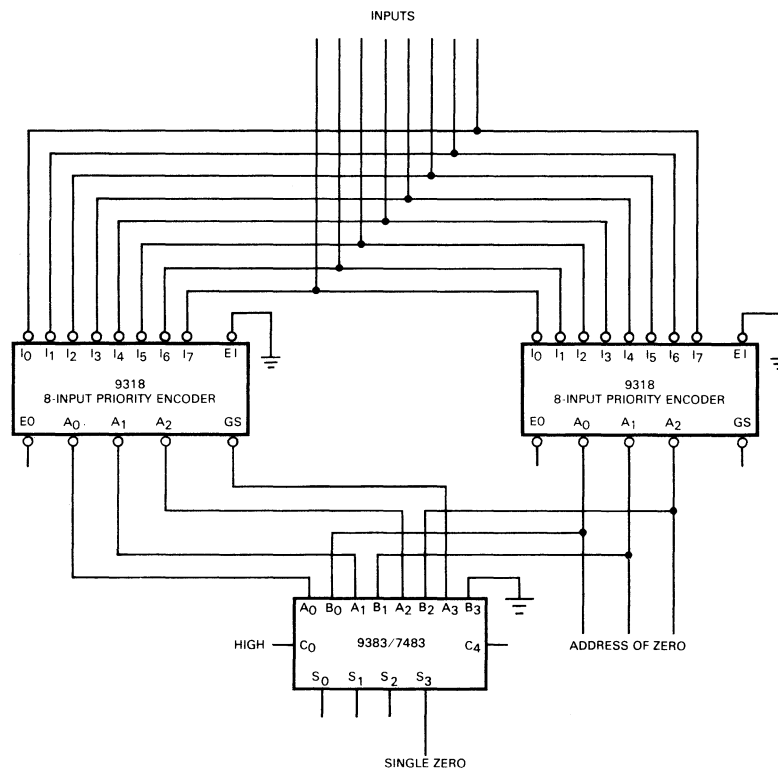 INPUTS
I0 I1 I2 I3 I4 I5 I6 I7 EI
9318
8-INPUT PRIORITY ENCODER
EO A0. A1 A2 GS
I0 I1 I2 I3 I4 I5 I6 I7 EI
9318
8-INPUT PRIORITY ENCODER
EO A0 A1 A2 GS
A0 B0 A1 B1 A2 B2 A3 B3
HIGH C0 9383/7483 C4
S0 S1 S2 S3
ADDRESS OF ZERO
SINGLE ZERO